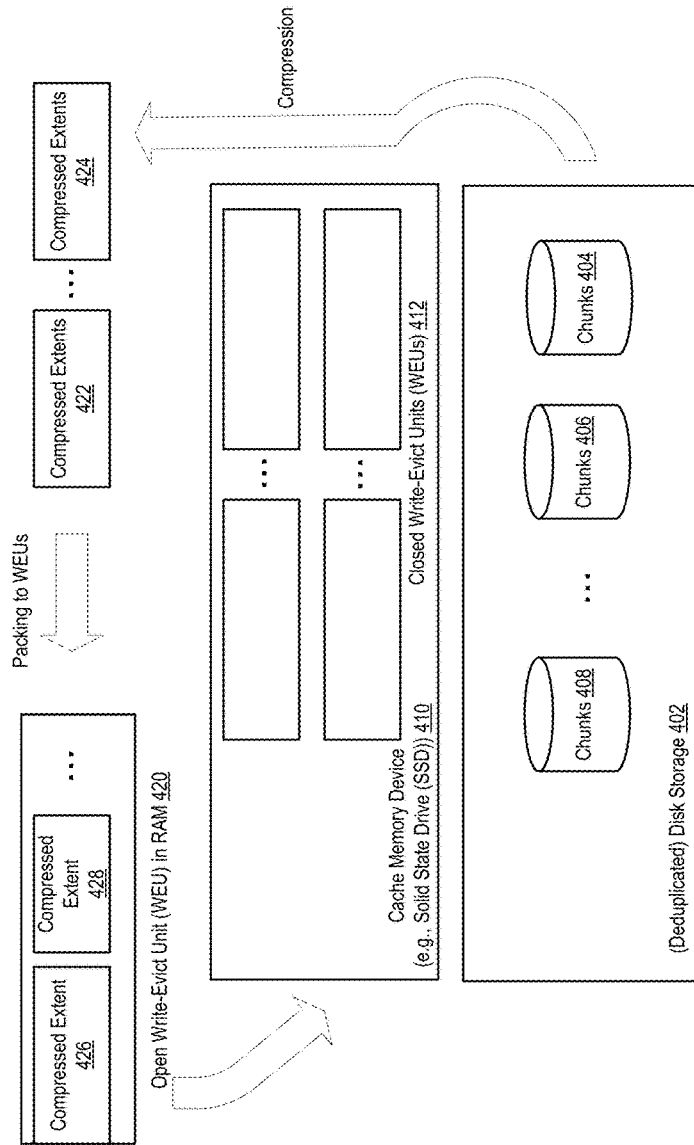 Compressed Extent
426
Compressed
Extent
428
...
Open Write-Evict Unit (WEU) in RAM 420
Packing to WEUs
Compressed Extents
422
...
Compressed Extents
424
Compression
...
...
Closed Write-Evict Units (WEUs) 412
Cache Memory Device
(e.g., Solid State Drive (SSD)) 410
Chunks 408
...
Chunks 406
Chunks 404
(Deduplicated) Disk Storage 402